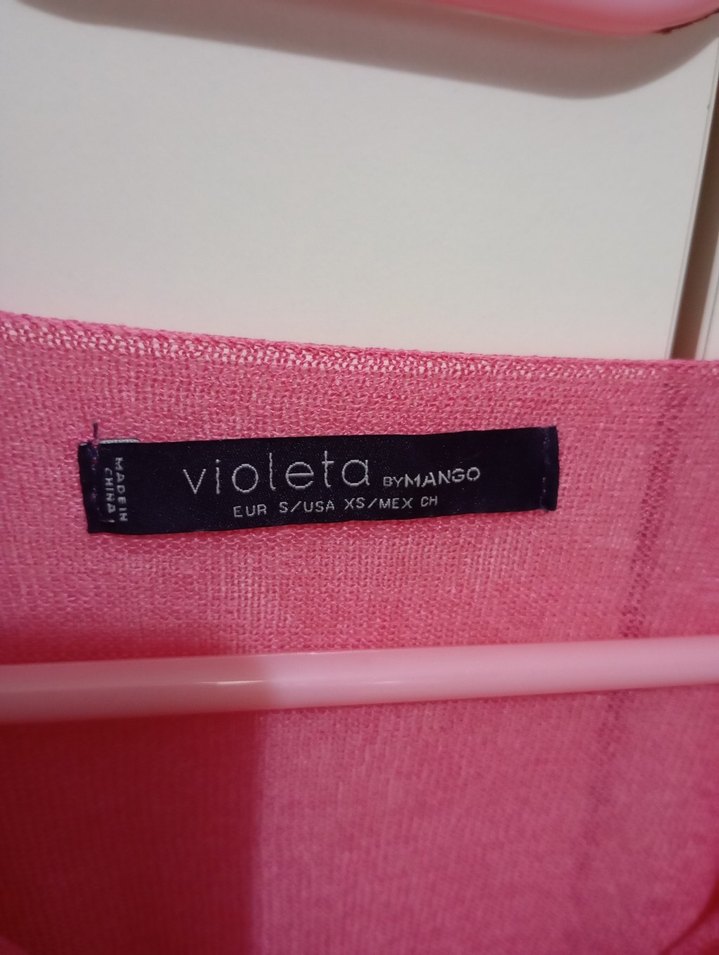 violeta BY MANGO
EUR S/USA XS/MEX CH
MADE IN
CHINA